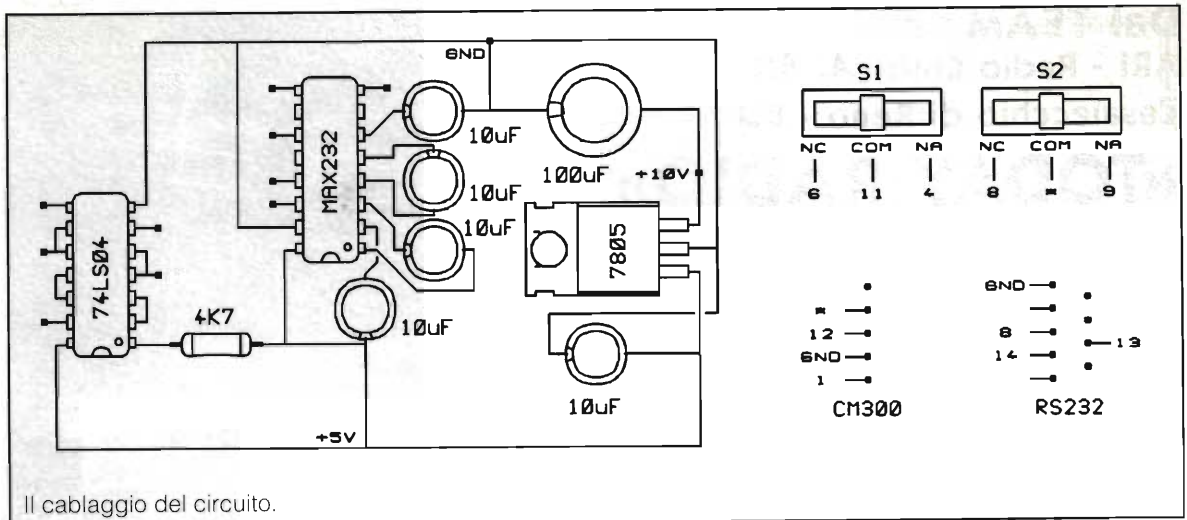 GND
S1
S2
10uF
100uF
+10V
NC COM NA
NC COM NA
6 11 4
8 * 9
MAX232
10uF
10uF
7805
74LS04
4K7
10uF
10uF
+5V
GND
* 
12
8
GND
14
13
1
CM300
RS232
Il cablaggio del circuito.